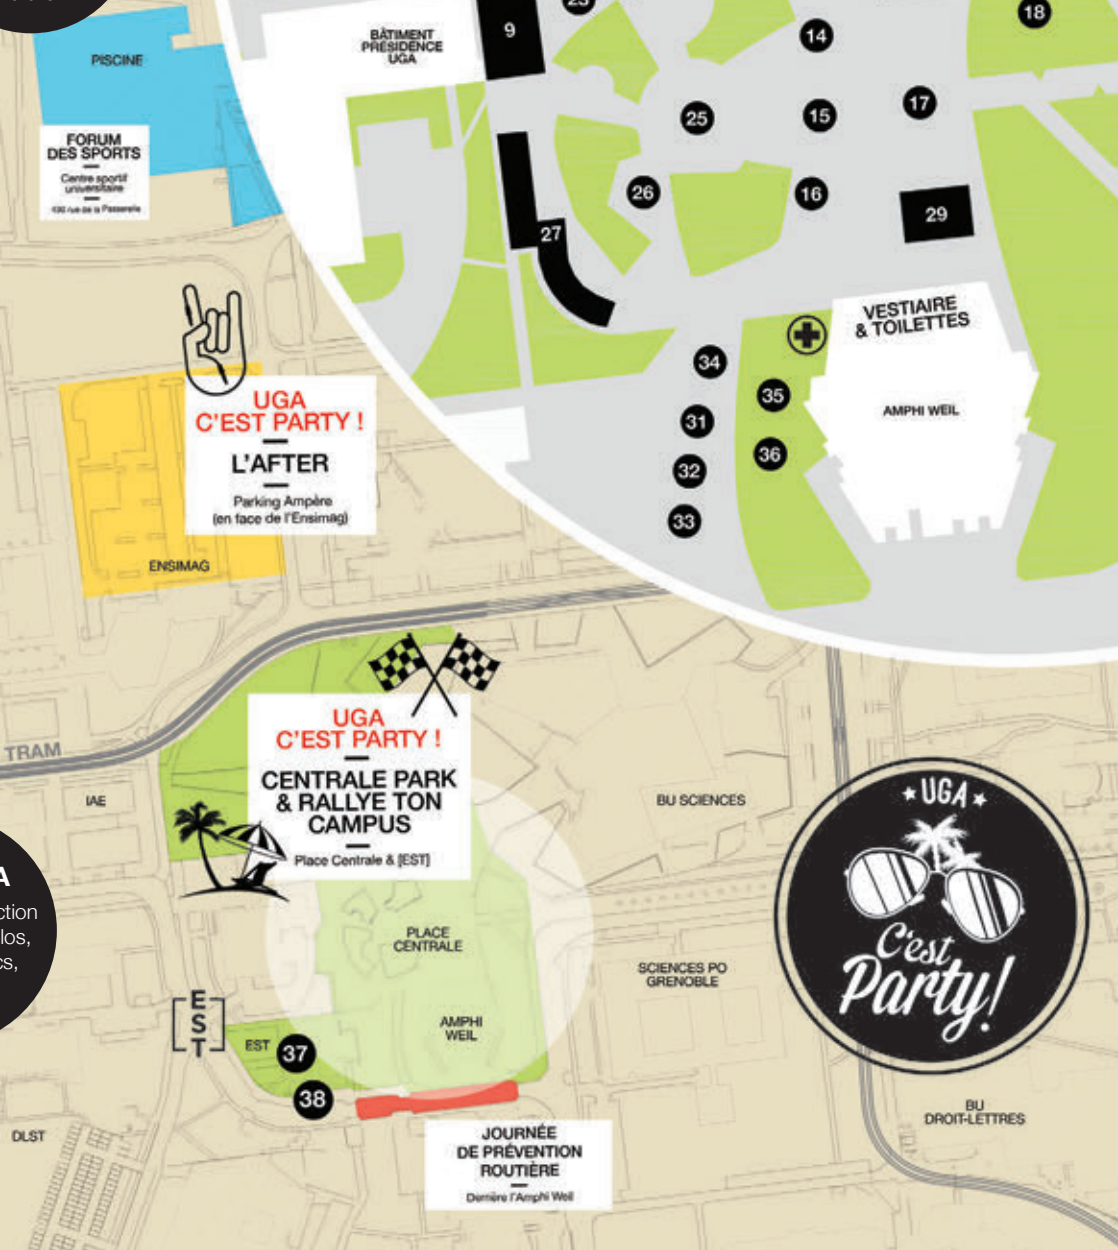 9
BÂTIMENT
PRÉSIDENCE
UGA
14
18
PISCINE
25
15
17
FORUM
DES SPORTS
Centre sportif
universitaire
26
16
29
27
VESTIAIRE
& TOILETTES
34
35
AMPHI WEIL
31
36
32
33
UGA
C'EST PARTY !
L'AFTER
Parking Ampère
(en face de l'Ensimag)
ENSIMAG
TRAM
UGA
C'EST PARTY !
CENTRALE PARK
& RALLYE TON
CAMPUS
Place Centrale & [EST]
IAE
BU SCIENCES
UGA
C'est
Party!
A
ction
los,
cs,
PLACE
CENTRALE
SCIENCES PO
GRENOBLE
EST
AMPHI
WEIL
EST
37
38
BU
DROIT-LETTRES
DLST
JOURNÉE
DE PRÉVENTION
ROUTIÈRE
Derrière l'Amphi Weil